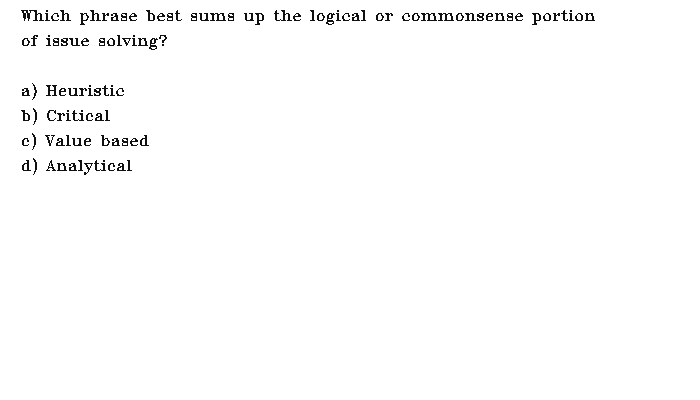 Which phrase best sums up the logical or commonsense portion
of issue solving?
a) Heuristic
b) Critical
c) Value based
d) Analytical